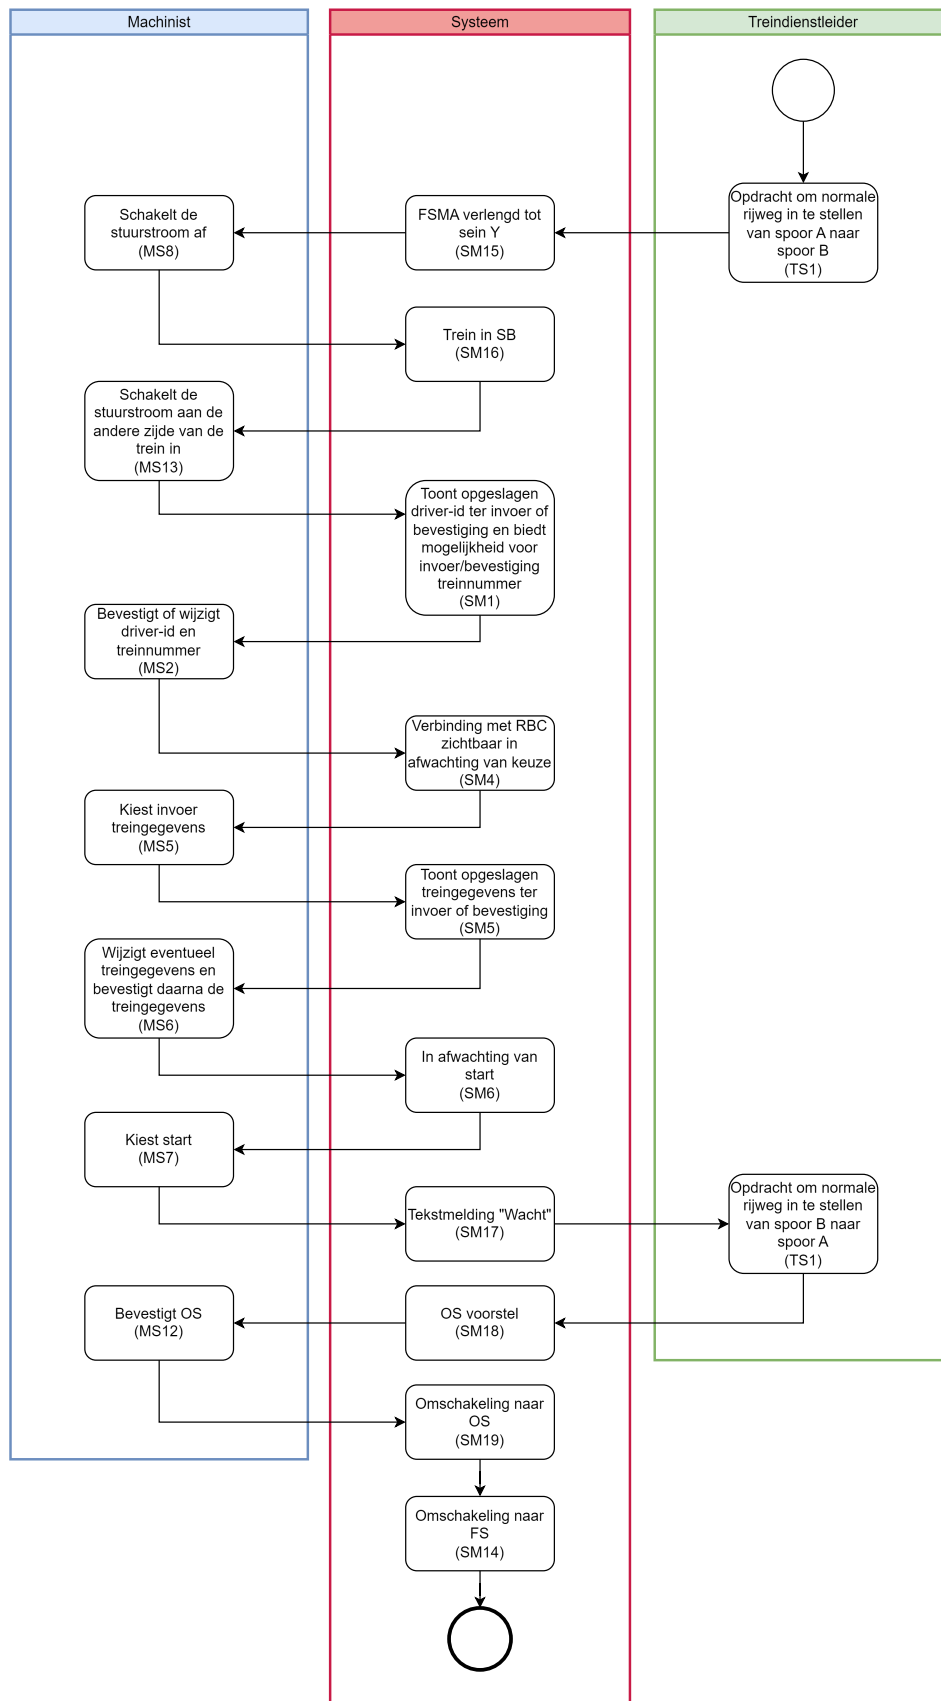 Machinist
Systeem
Treindienstleider
Opdracht om normale
rijweg in te stellen
van spoor A naar
spoor B
(TS1)
FSMA verlengd tot
sein Y
(SM15)
Schakelt de
stuurstroom af
(MS8)
Trein in SB
(SM16)
Schakelt de
stuurstroom aan de
andere zijde van de
trein in
(MS13)
Toont opgeslagen
driver-id ter invoer of
bevestiging en biedt
mogelijkheid voor
invoer/bevestiging
treinnummer
(SM1)
Bevestigt of wijzigt
driver-id en
treinnummer
(MS2)
Verbinding met RBC
zichtbaar in
afwachting van keuze
(SM4)
Kiest invoer
treingegevens
(MS5)
Toont opgeslagen
treingegevens ter
invoer of bevestiging
(SM5)
Wijzigt eventueel
treingegevens en
bevestigt daarna de
treingegevens
(MS6)
In afwachting van
start
(SM6)
Kiest start
(MS7)
Tekstmelding "Wacht"
(SM17)
Opdracht om normale
rijweg in te stellen
van spoor B naar
spoor A
(TS1)
OS voorstel
(SM18)
Bevestigt OS
(MS12)
Omschakeling naar
OS
(SM19)
Omschakeling naar
FS
(SM14)